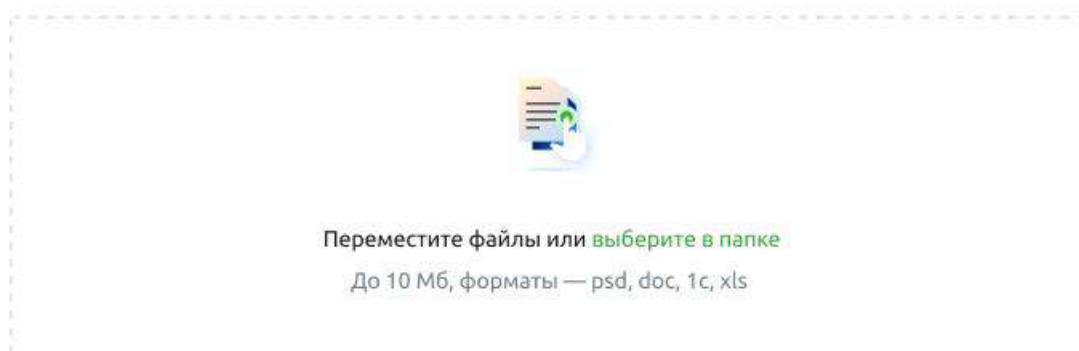 Переместите файлы или выберите в папке
До 10 Мб, форматы — psd, doc, 1c, xls